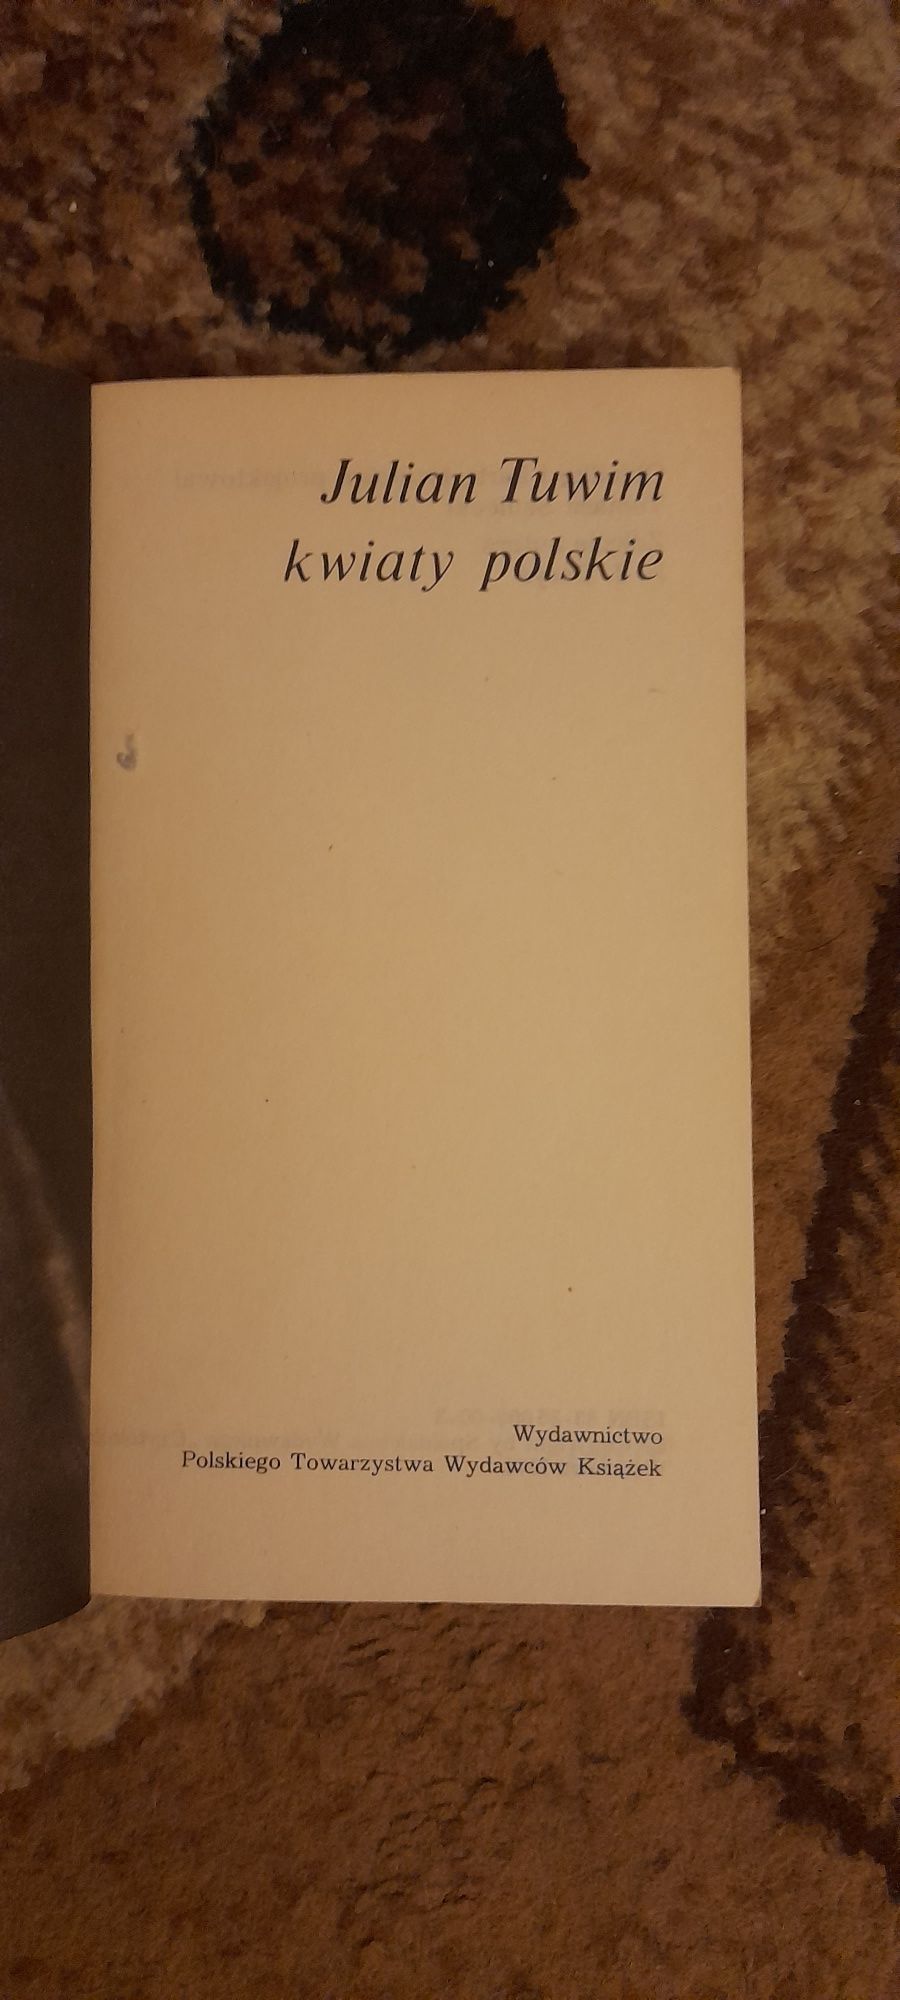 Julian Tuwim
kwiaty polskie
Wydawnictwo
Polskiego Towarzystwa Wydawców Książek